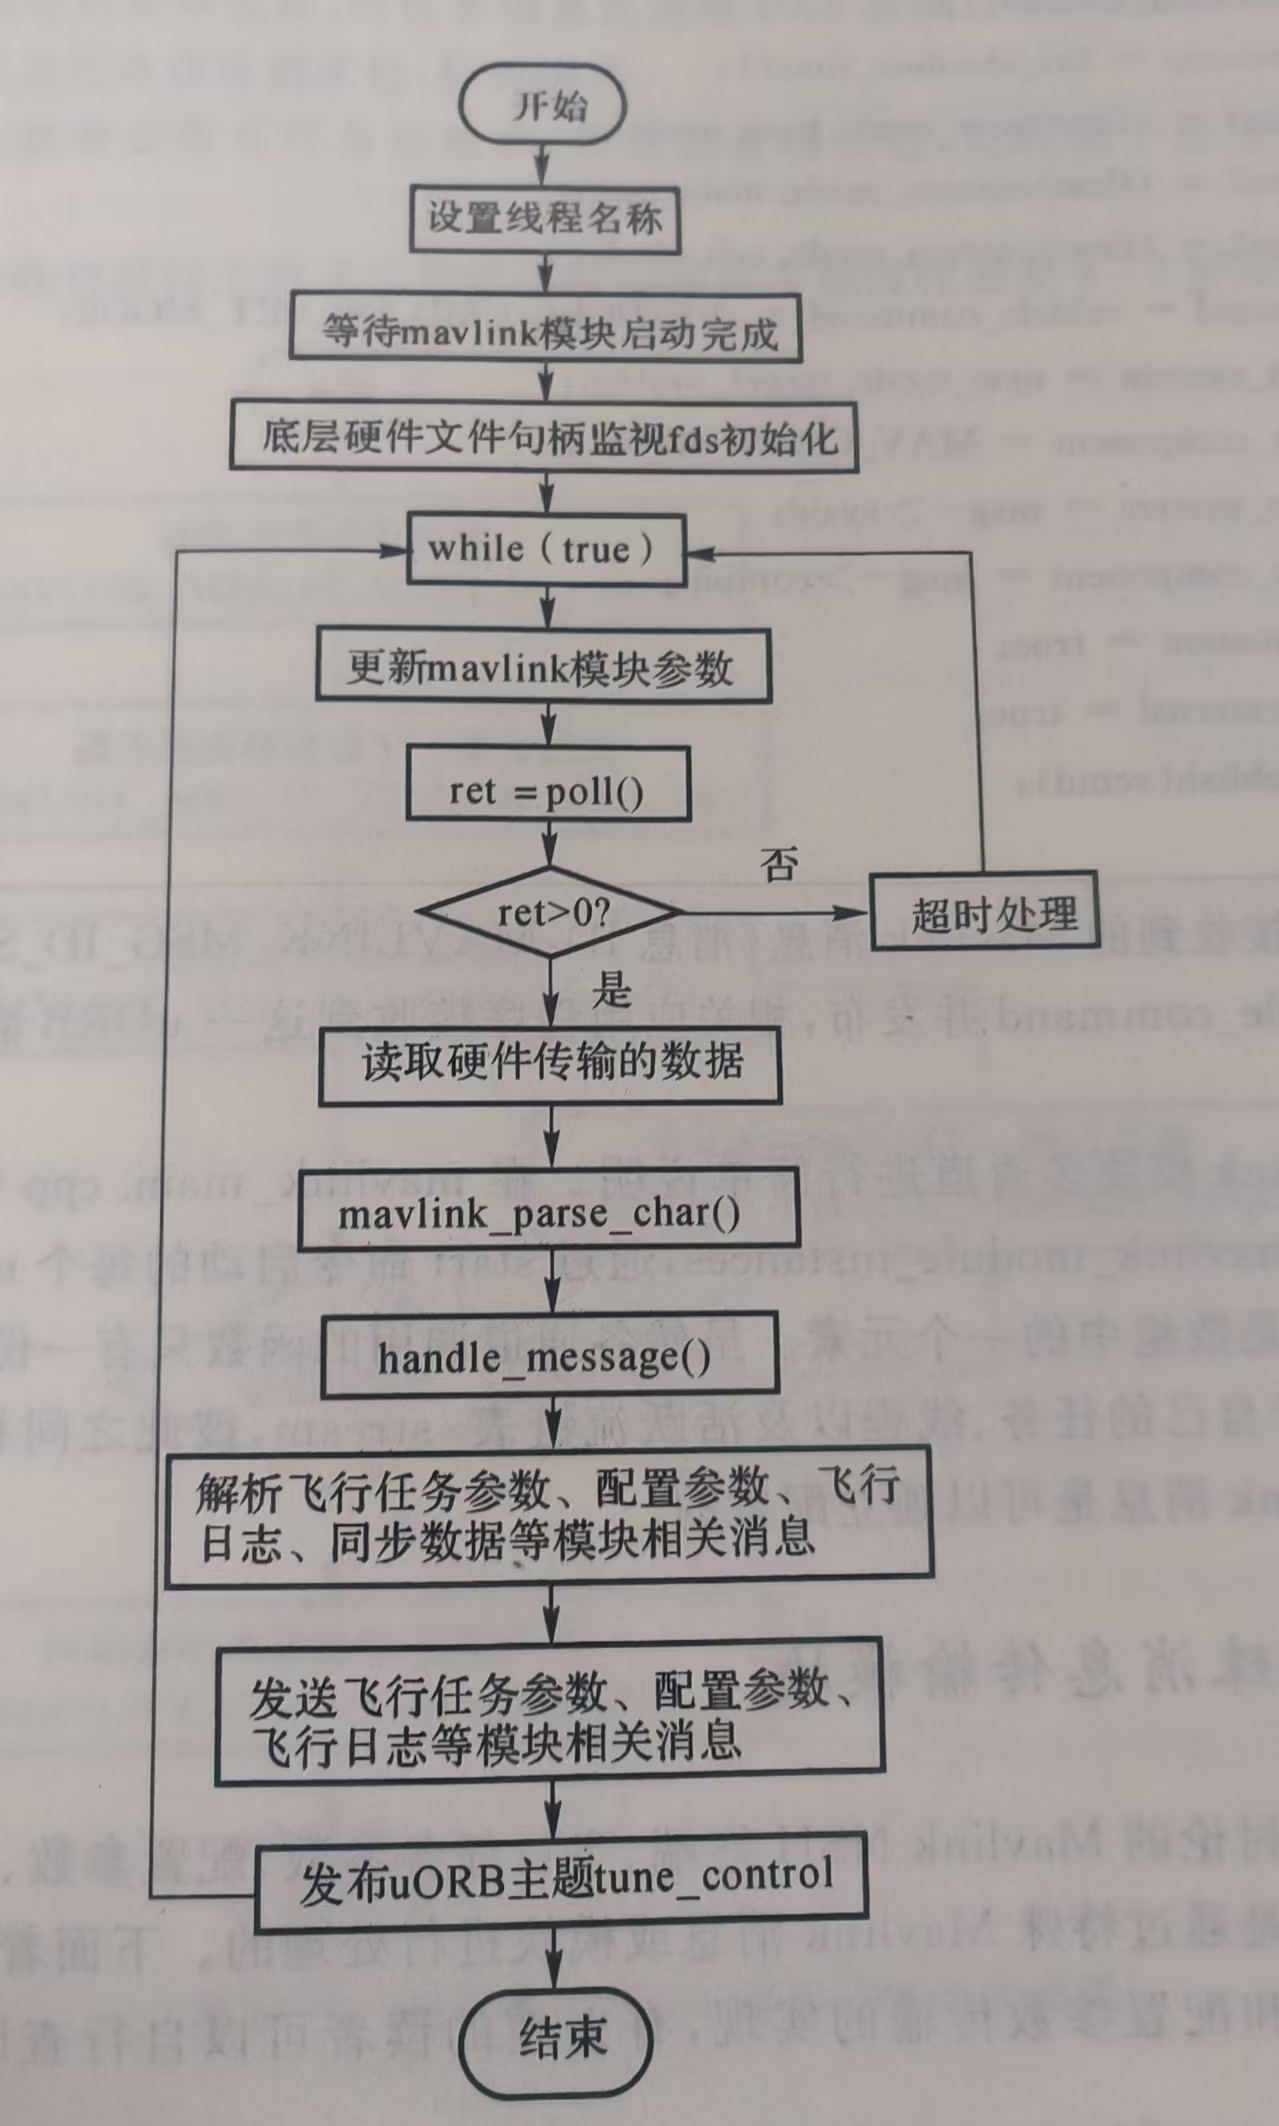 开始
设置线程名称
等待mavlink模块启动完成
底层硬件文件句柄监视fds初始化
while（true）
更新mavlink模块参数
ret =poll()
ret>0?
否
超时处理
是
读取硬件传输的数据
mavlink_parse_char()
handle_message()
解析飞行任务参数、配置参数、飞行
日志、同步数据等模块相关消息
发送飞行任务参数、配置参数、
飞行日志等模块相关消息
发布uORB主题tune_control
结束